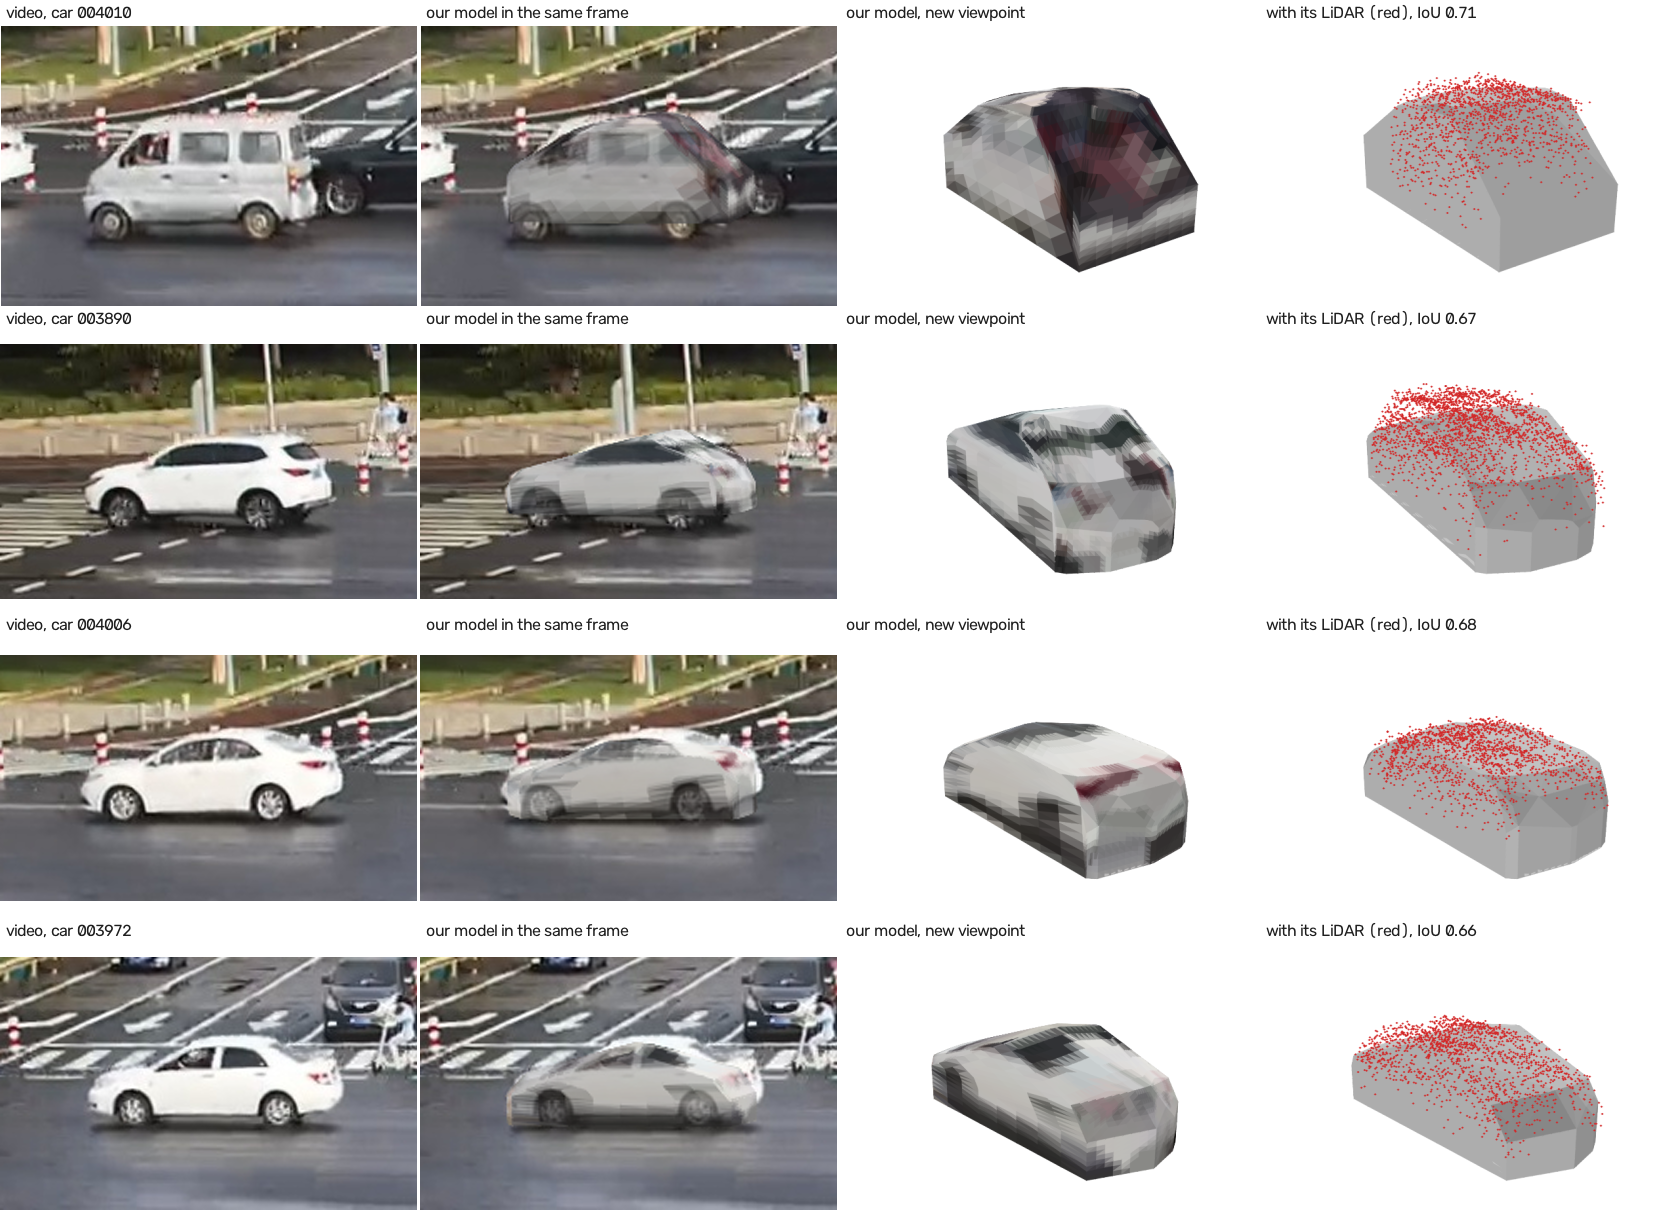 video, car 004010
our model in the same frame
our model, new viewpoint
with its LiDAR (red), IoU 0.71
video, car 003890
our model in the same frame
our model, new viewpoint
with its LiDAR (red), IoU 0.67
video, car 004006
our model in the same frame
our model, new viewpoint
with its LiDAR (red), IoU 0.68
video, car 003972
our model in the same frame
our model, new viewpoint
with its LiDAR (red), IoU 0.66